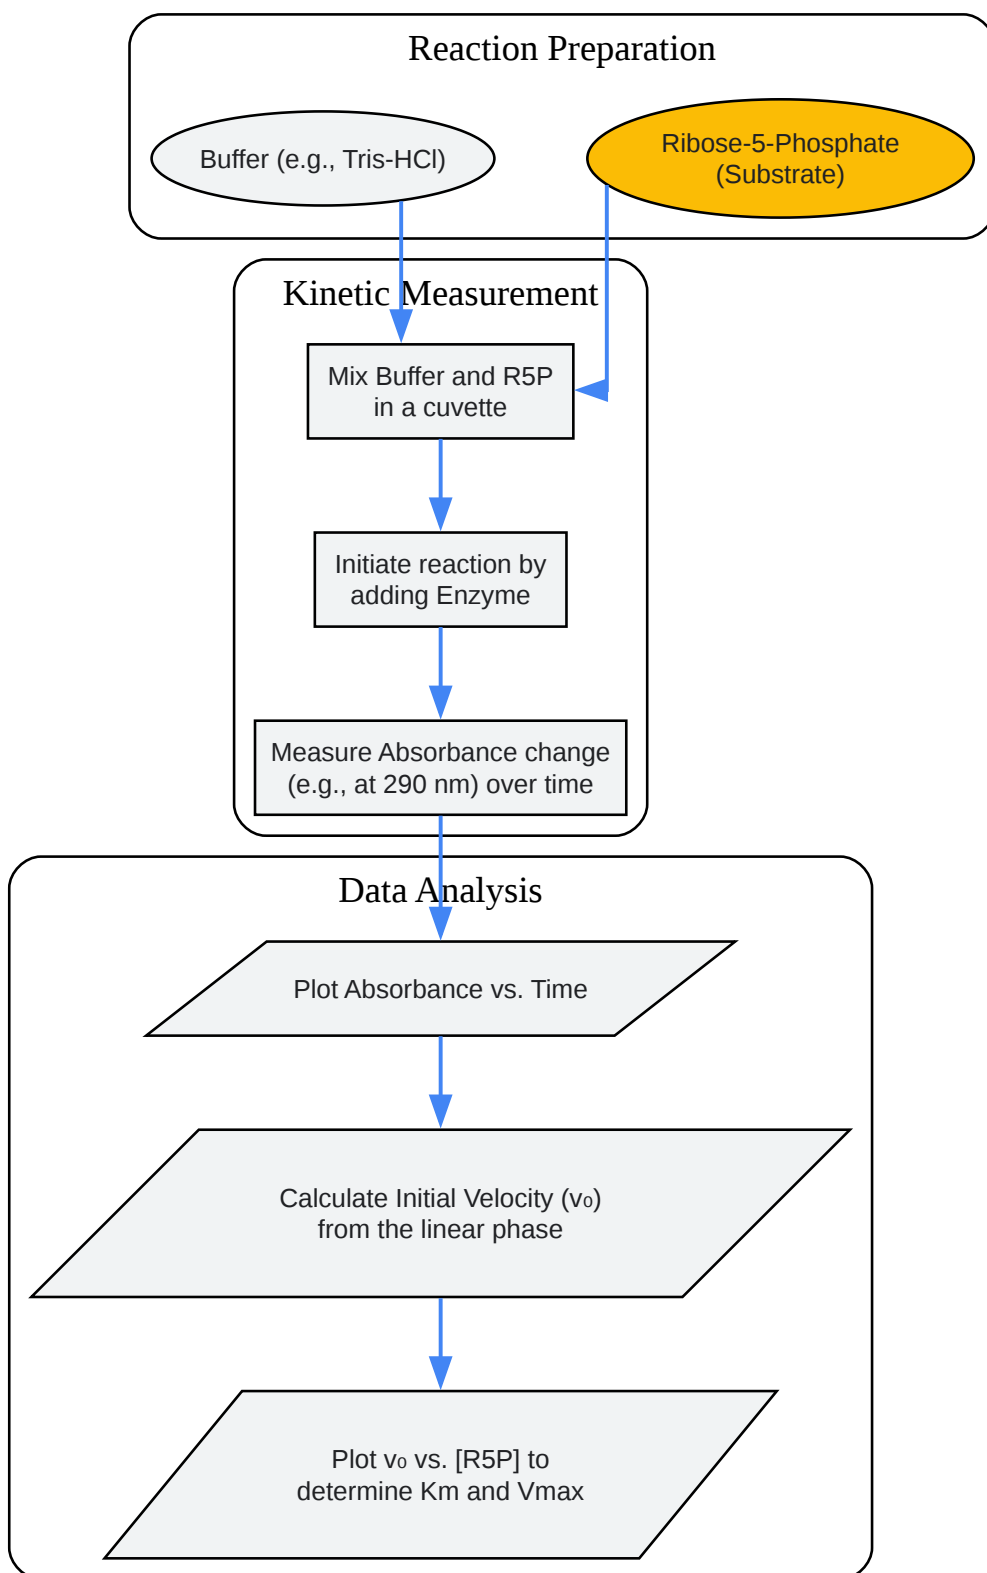 Reaction Preparation
Buffer (e.g., Tris-HCl)
Ribose-5-Phosphate
(Substrate)
Kinetic Measurement
Mix Buffer and R5P
in a cuvette
Initiate reaction by
adding Enzyme
Measure Absorbance change
(e.g., at 290 nm) over time
Data Analysis
Plot Absorbance vs. Time
Calculate Initial Velocity (v₀)
from the linear phase
Plot v₀ vs. [R5P] to
determine Km and Vmax